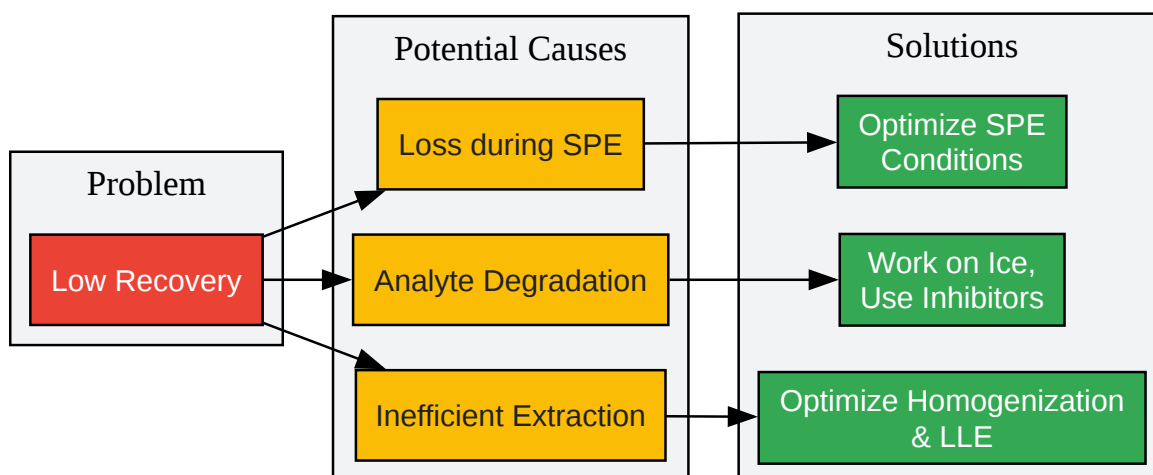 Problem
Low Recovery
Potential Causes
Loss during SPE
Analyte Degradation
Inefficient Extraction
Solutions
Optimize SPE
Conditions
Work on Ice,
Use Inhibitors
Optimize Homogenization
& LLE